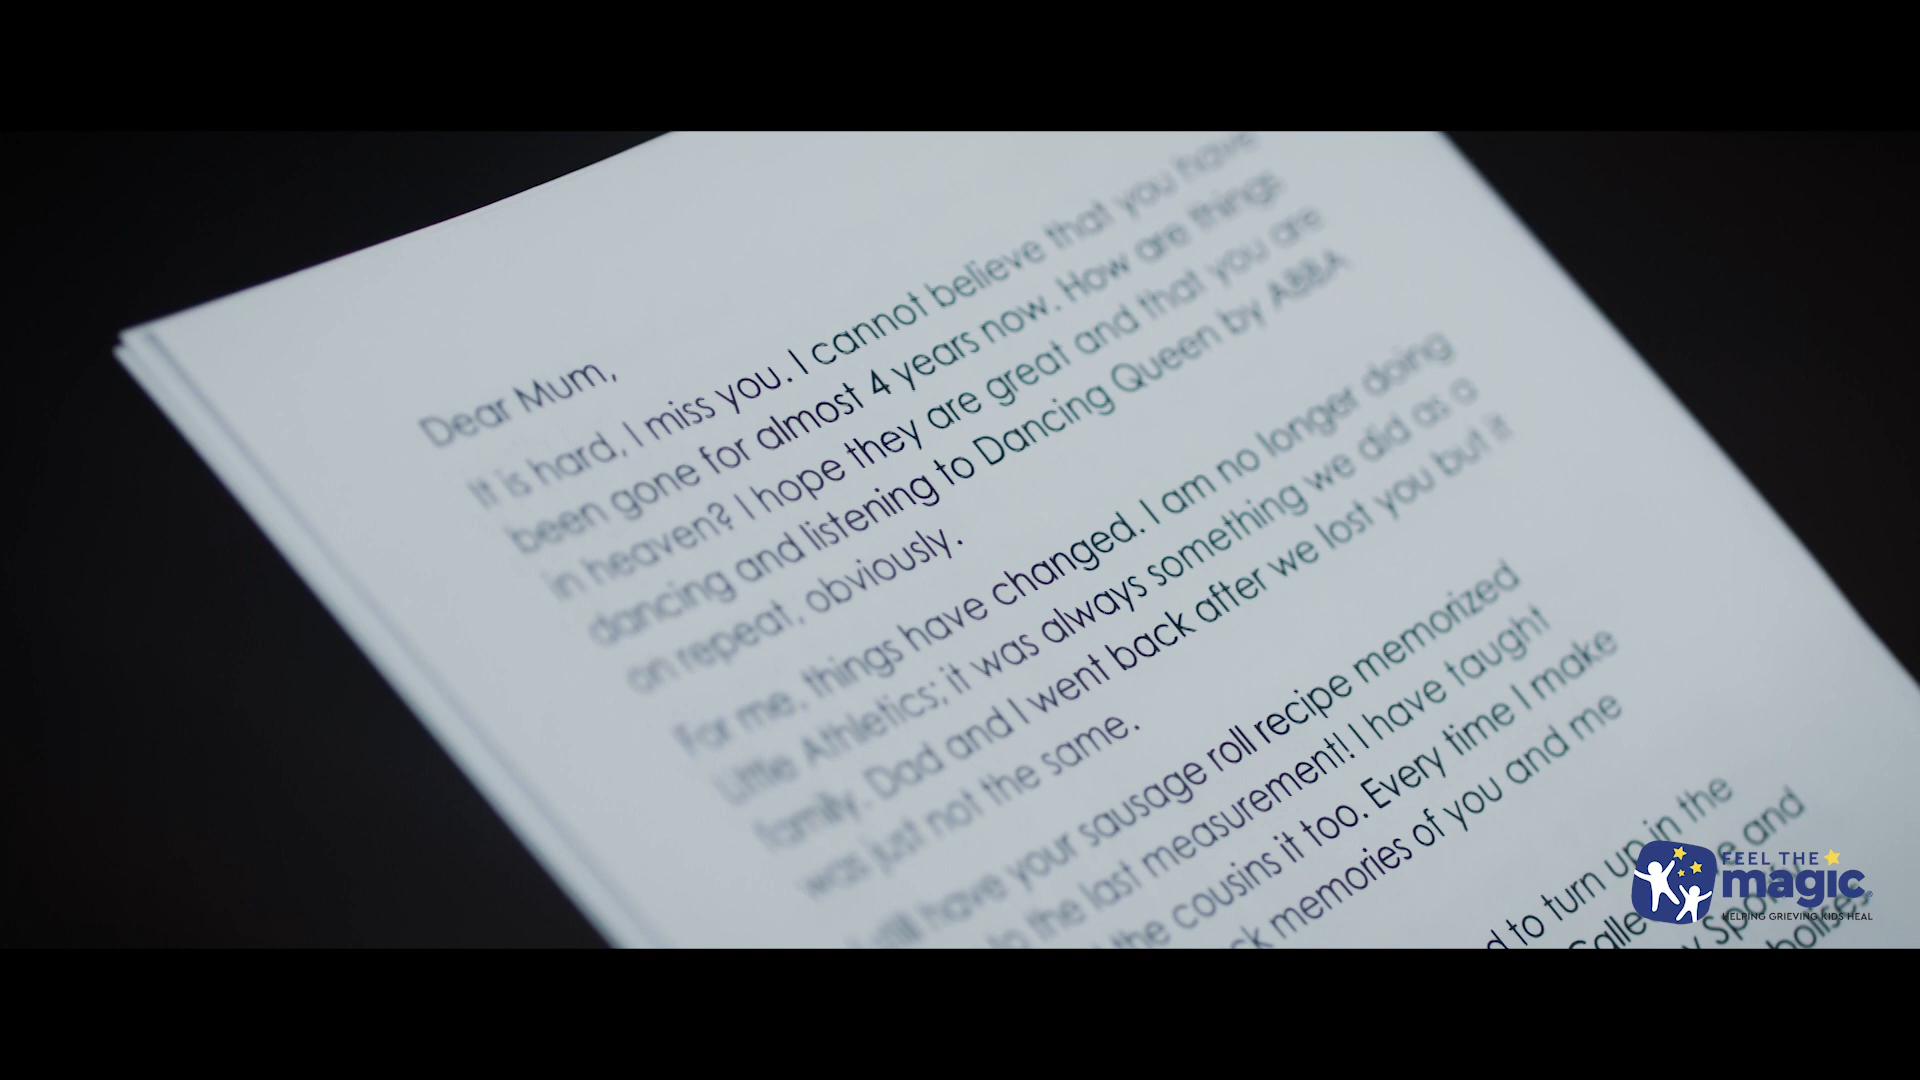 Dear Mum,
It is hard, I miss you. I cannot believe that you have
been gone for almost 4 years now. How are things
in heaven? I hope they are great and that you are
dancing and listening to Dancing Queen by ABBA
on repeat, obviously.
For me, things have changed. I am no longer doing
Little Athletics; it was always something we did as a
family. Dad and I went back after we lost you but it
was just not the same.
I still have your sausage roll recipe memorized
to the last measurement! I have taught
the cousins it too. Every time I make
memories of you and me
to turn up in the
and
FEEL THE
magic
HELPING GRIEVING KIDS HEAL